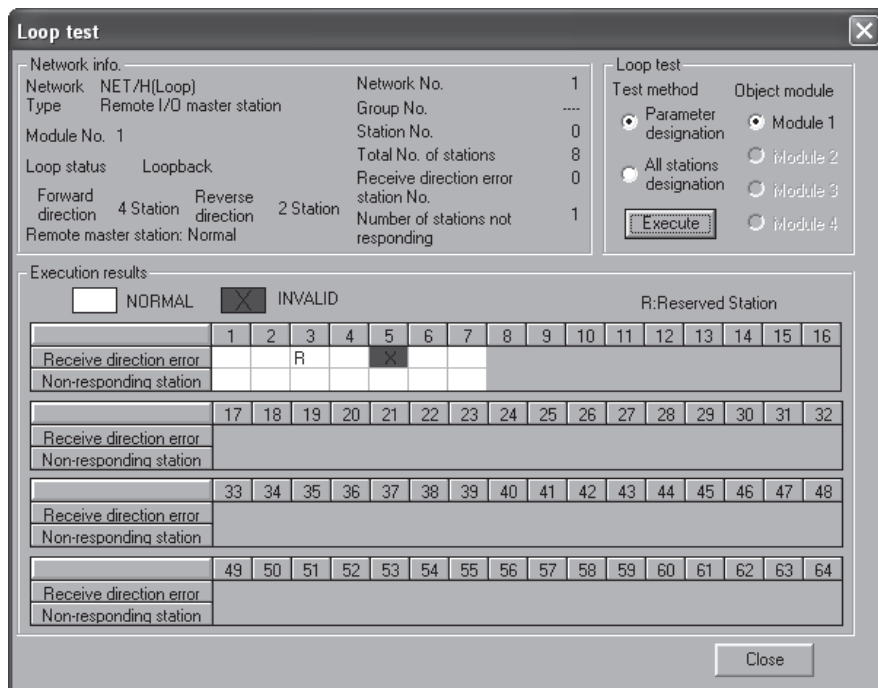 Loop test
Network info.
Network NET/H(Loop)
Type Remote I/O master station
Module No. 1
Loop status Loopback
Forward direction 4 Station Reverse direction 2 Station
Remote master station: Normal
Network No. 1
Group No. ----
Station No. 0
Total No. of stations 8
Receive direction error station No. 0
Number of stations not responding 1
Loop test
Test method Object module
Parameter designation Module 1
All stations designation Module 2
Module 3
Execute Module 4
Execution results
NORMAL X INVALID R:Reserved Station
1 2 3 4 5 6 7 8 9 10 11 12 13 14 15 16
Receive direction error R X
Non-responding station
17 18 19 20 21 22 23 24 25 26 27 28 29 30 31 32
Receive direction error
Non-responding station
33 34 35 36 37 38 39 40 41 42 43 44 45 46 47 48
Receive direction error
Non-responding station
49 50 51 52 53 54 55 56 57 58 59 60 61 62 63 64
Receive direction error
Non-responding station
Close